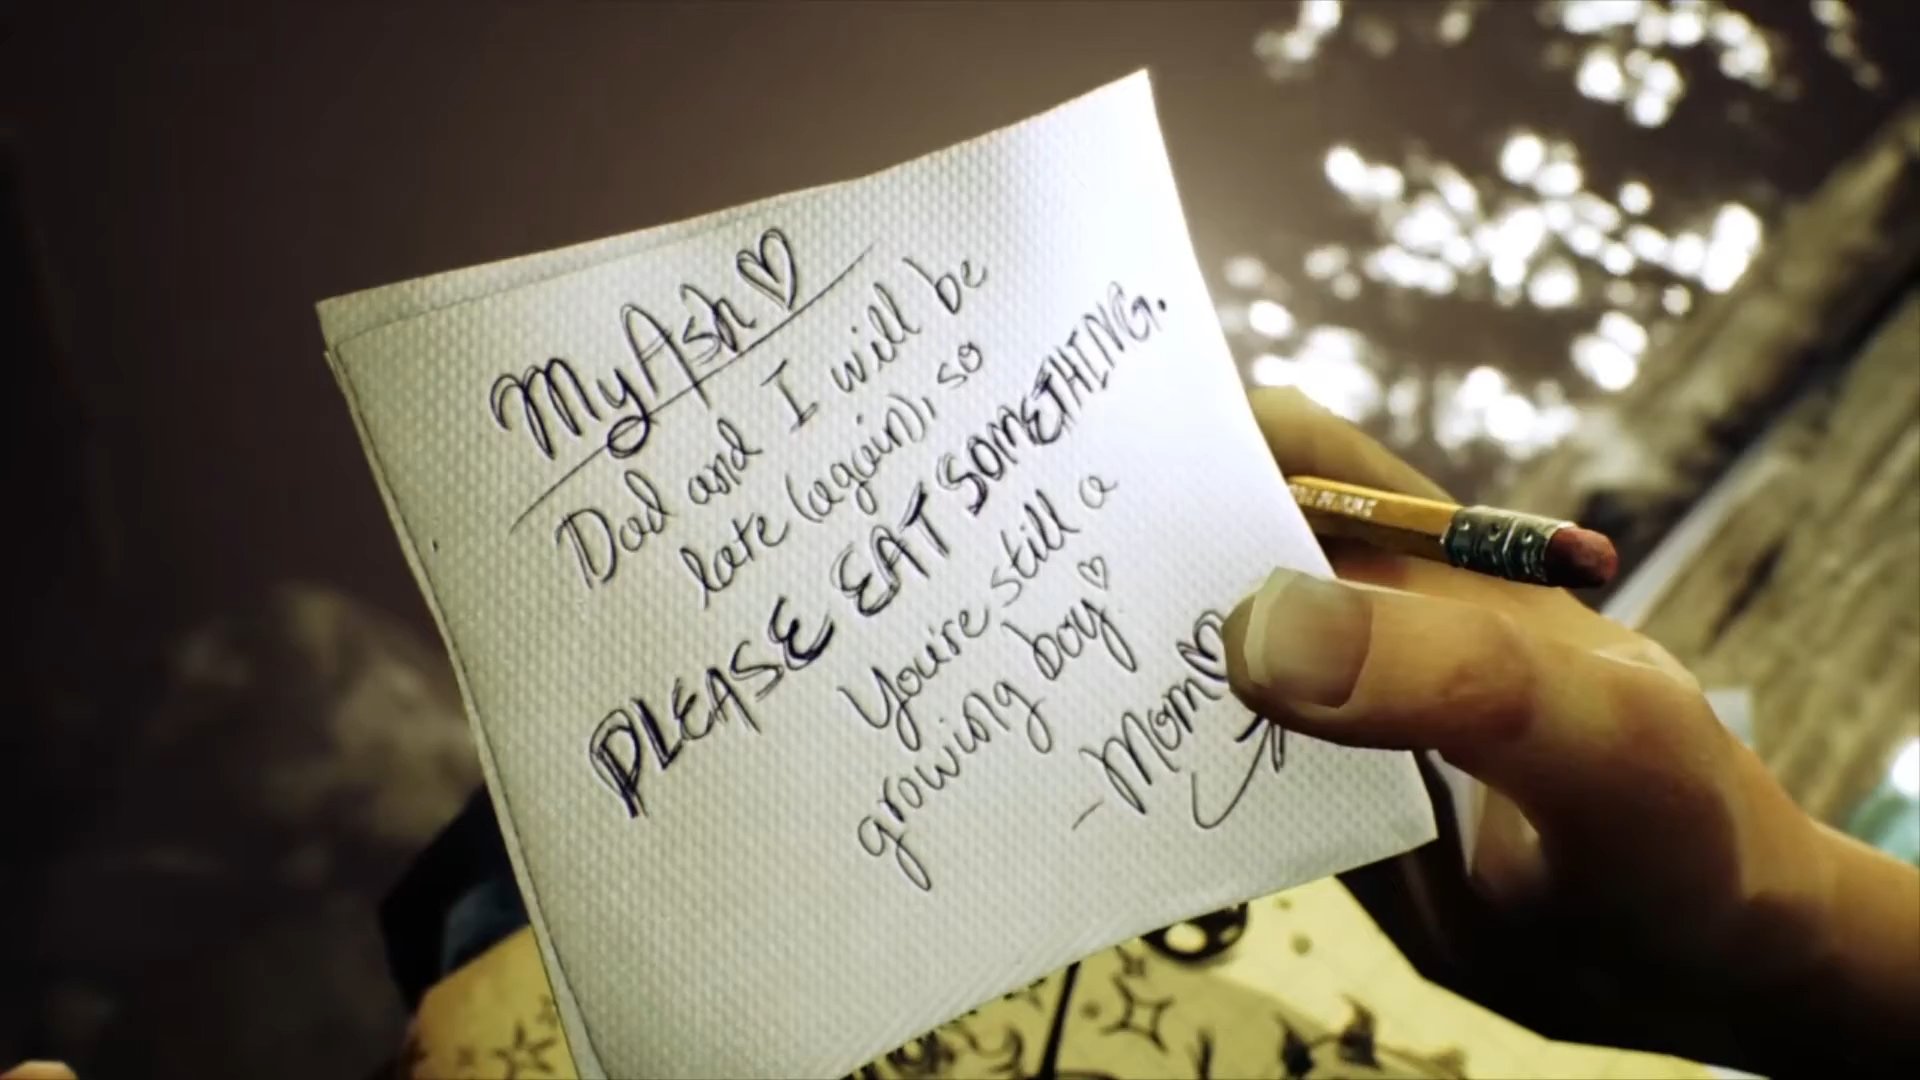 My Ash♡
Dad and I will be
late (again), so
PLEASE EAT SOMETHING.
You're still a
growing boy♡
-Mom♡